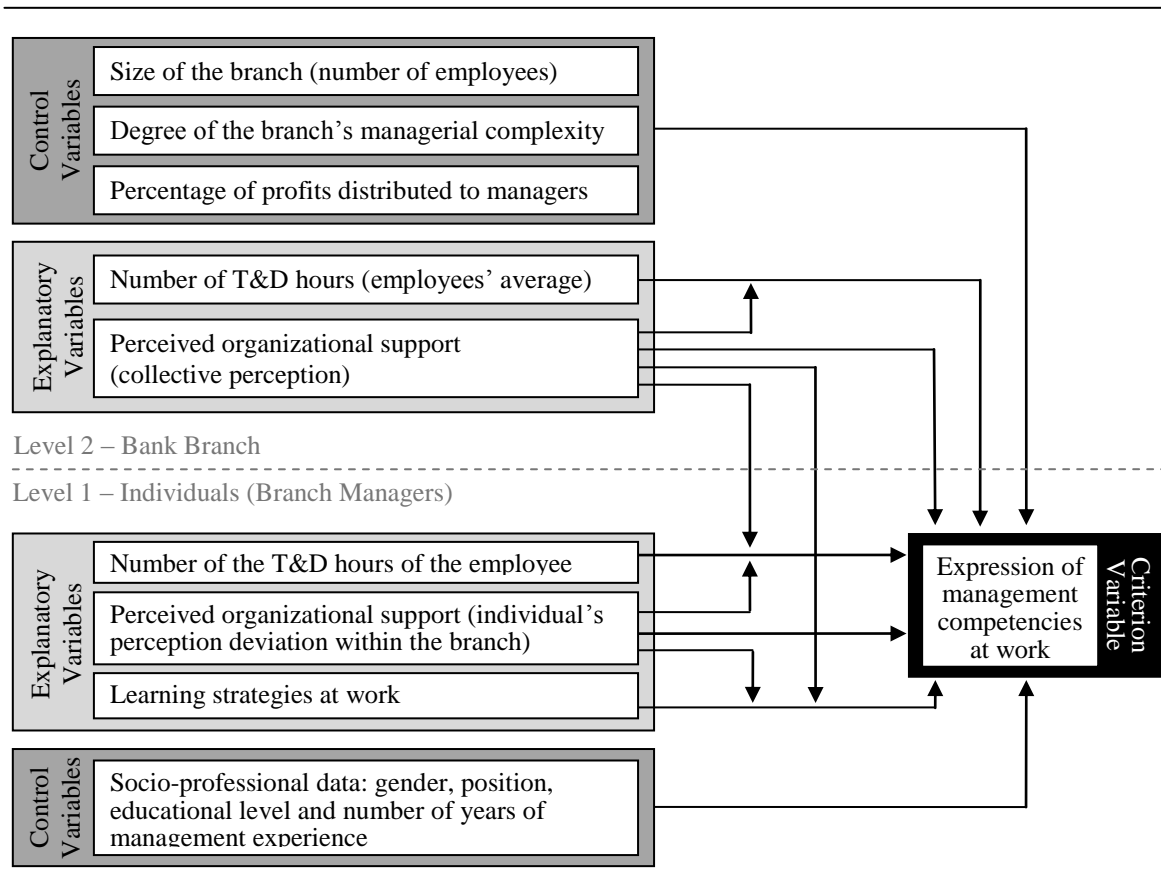 Control
Variables
Size of the branch (number of employees)
Degree of the branch’s managerial complexity
Percentage of profits distributed to managers
Explanatory
Variables
Number of T&D hours (employees’ average)
Perceived organizational support
(collective perception)
Level 2 – Bank Branch
Level 1 – Individuals (Branch Managers)
Explanatory
Variables
Number of the T&D hours of the employee
Perceived organizational support (individual’s
perception deviation within the branch)
Learning strategies at work
Expression of
management
competencies
at work
Criterion
Variable
Control
Variables
Socio-professional data: gender, position,
educational level and number of years of
management experience